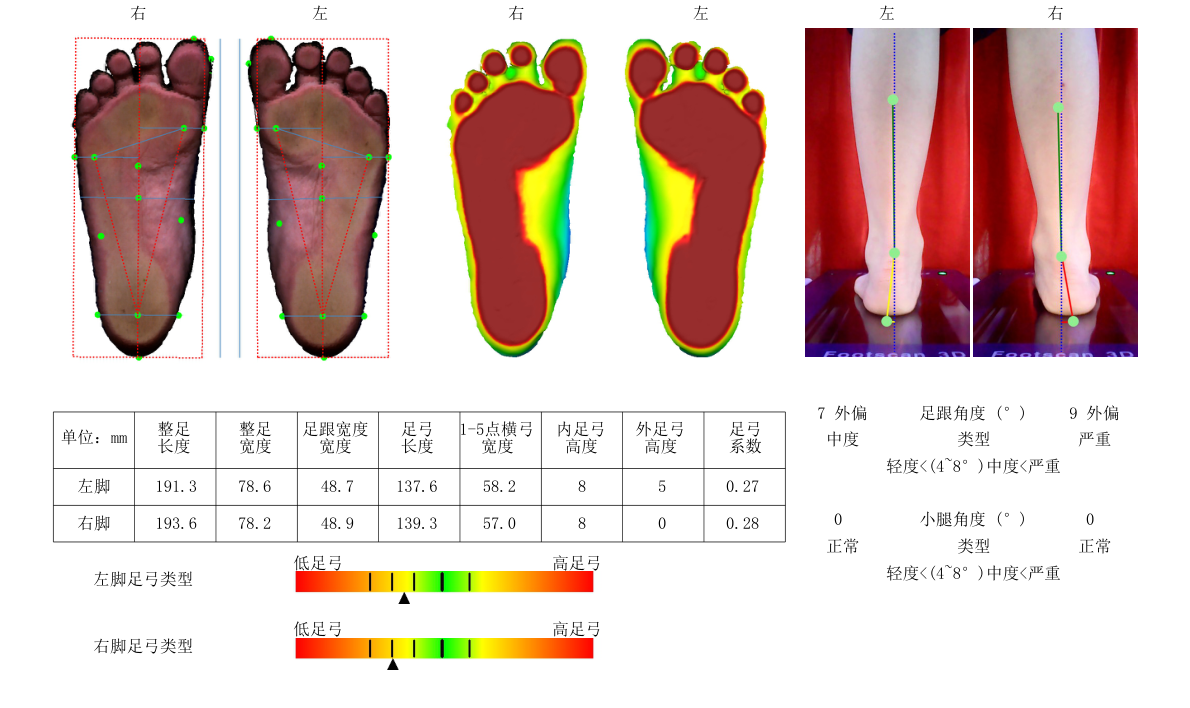 右 左 右 左 左 右
Footscan 3D Footscan 3D
单位: mm 整足长度 整足宽度 足跟宽度宽度 足弓长度 1-5点横弓宽度 内足弓高度 外足弓高度 足弓系数
左脚 191.3 78.6 48.7 137.6 58.2 8 5 0.27
右脚 193.6 78.2 48.9 139.3 57.0 8 0 0.28
7 外偏 足跟角度 (°) 9 外偏
中度 类型 严重
轻度<(4~8°)中度<严重
0 小腿角度 (°) 0
正常 类型 正常
轻度<(4~8°)中度<严重
低足弓 高足弓
左脚足弓类型
低足弓 高足弓
右脚足弓类型